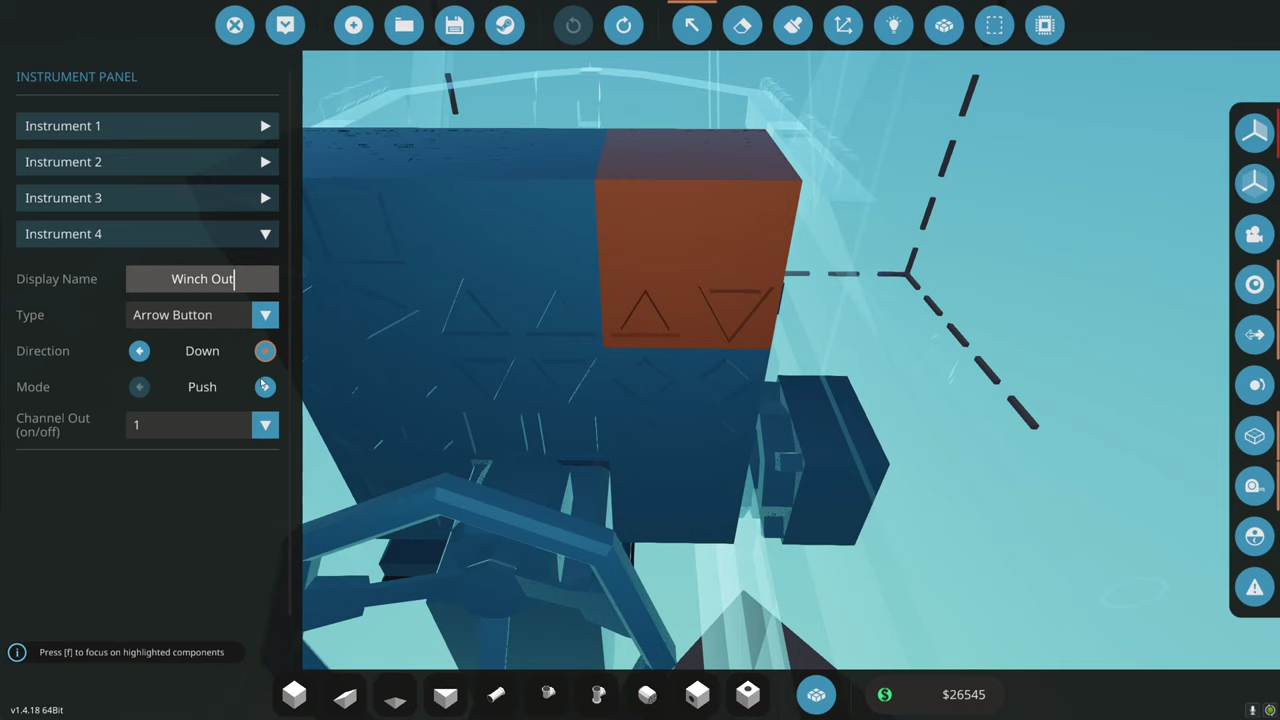 INSTRUMENT PANEL
Instrument 1
Instrument 2
Instrument 3
Instrument 4
Display Name Winch Out
Type Arrow Button
Direction Down
Mode Push
Channel Out
(on/off) 1
Press [f] to focus on highlighted components
$ $26545
v1.4.18 64Bit